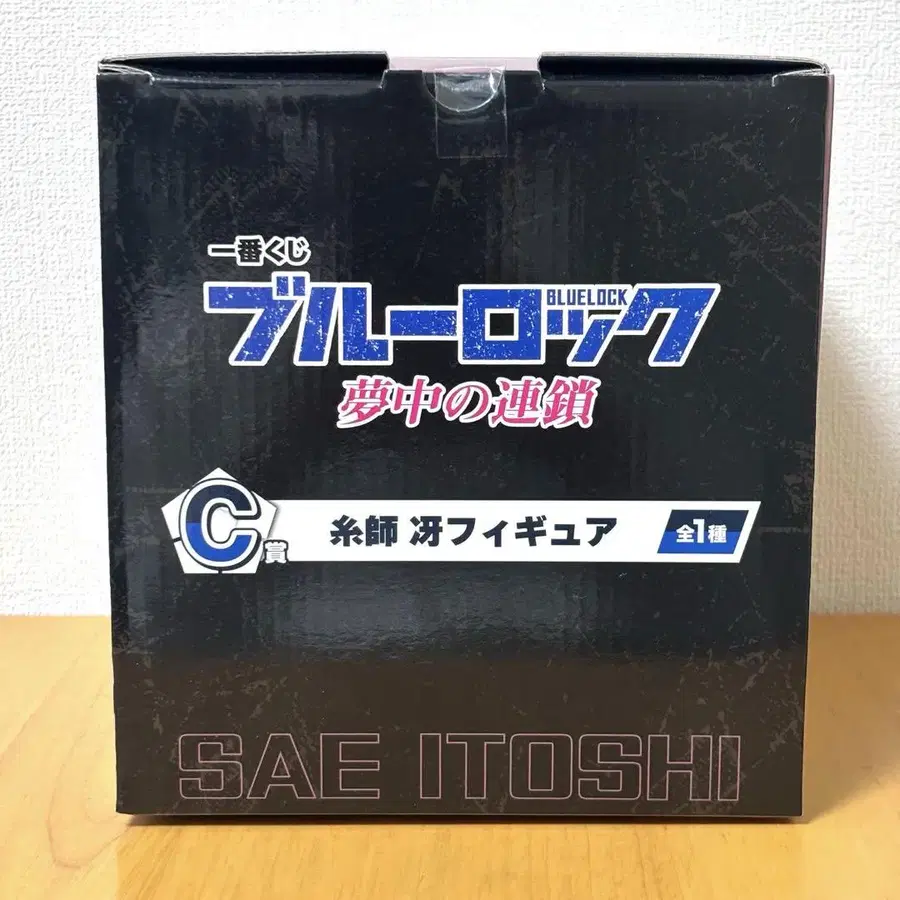 一番くじ
ブルーロック
BLUELOCK
夢中の連鎖
C賞
糸師 冴フィギュア
全1種
SAE ITOSHI